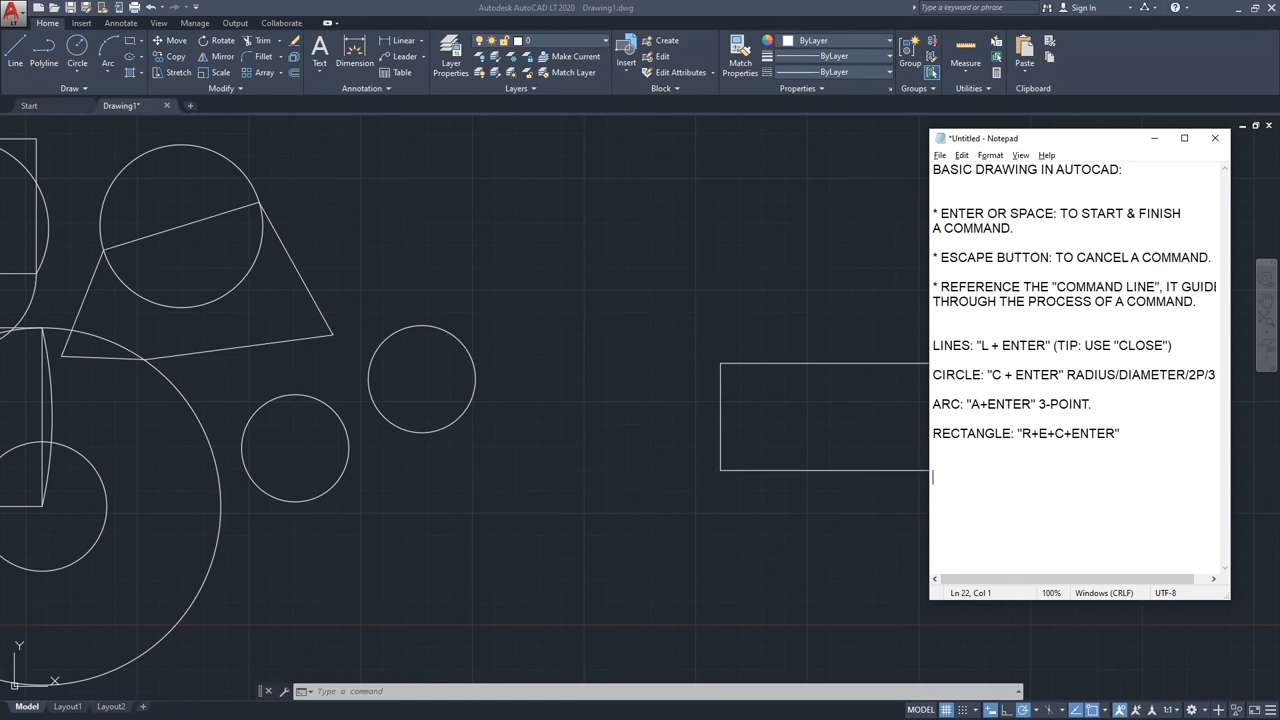 Autodesk AutoCAD LT 2020 Drawing1.dwg
Type a keyword or phrase
Sign In
LT
Home Insert Annotate View Manage Output Collaborate
Line Polyline Circle Arc
Move Rotate Trim
Copy Mirror Fillet
Stretch Scale Array
Text Dimension
Linear
Leader
Table
Layer
Properties
0
Make Current
Match Layer
Insert
Create
Edit
Edit Attributes
Match
Properties
ByLayer
ByLayer
ByLayer
Group
Measure
Paste
Draw Modify Annotation Layers Block Properties Groups Utilities Clipboard
Start Drawing1*
*Untitled - Notepad
File Edit Format View Help
BASIC DRAWING IN AUTOCAD:
* ENTER OR SPACE: TO START & FINISH
A COMMAND.
* ESCAPE BUTTON: TO CANCEL A COMMAND.
* REFERENCE THE "COMMAND LINE", IT GUIDE
THROUGH THE PROCESS OF A COMMAND.
LINES: "L + ENTER" (TIP: USE "CLOSE")
CIRCLE: "C + ENTER" RADIUS/DIAMETER/2P/3
ARC: "A+ENTER" 3-POINT.
RECTANGLE: "R+E+C+ENTER"
Ln 22, Col 1 100% Windows (CRLF) UTF-8
Y
X
Type a command
Model Layout1 Layout2
MODEL 1:1